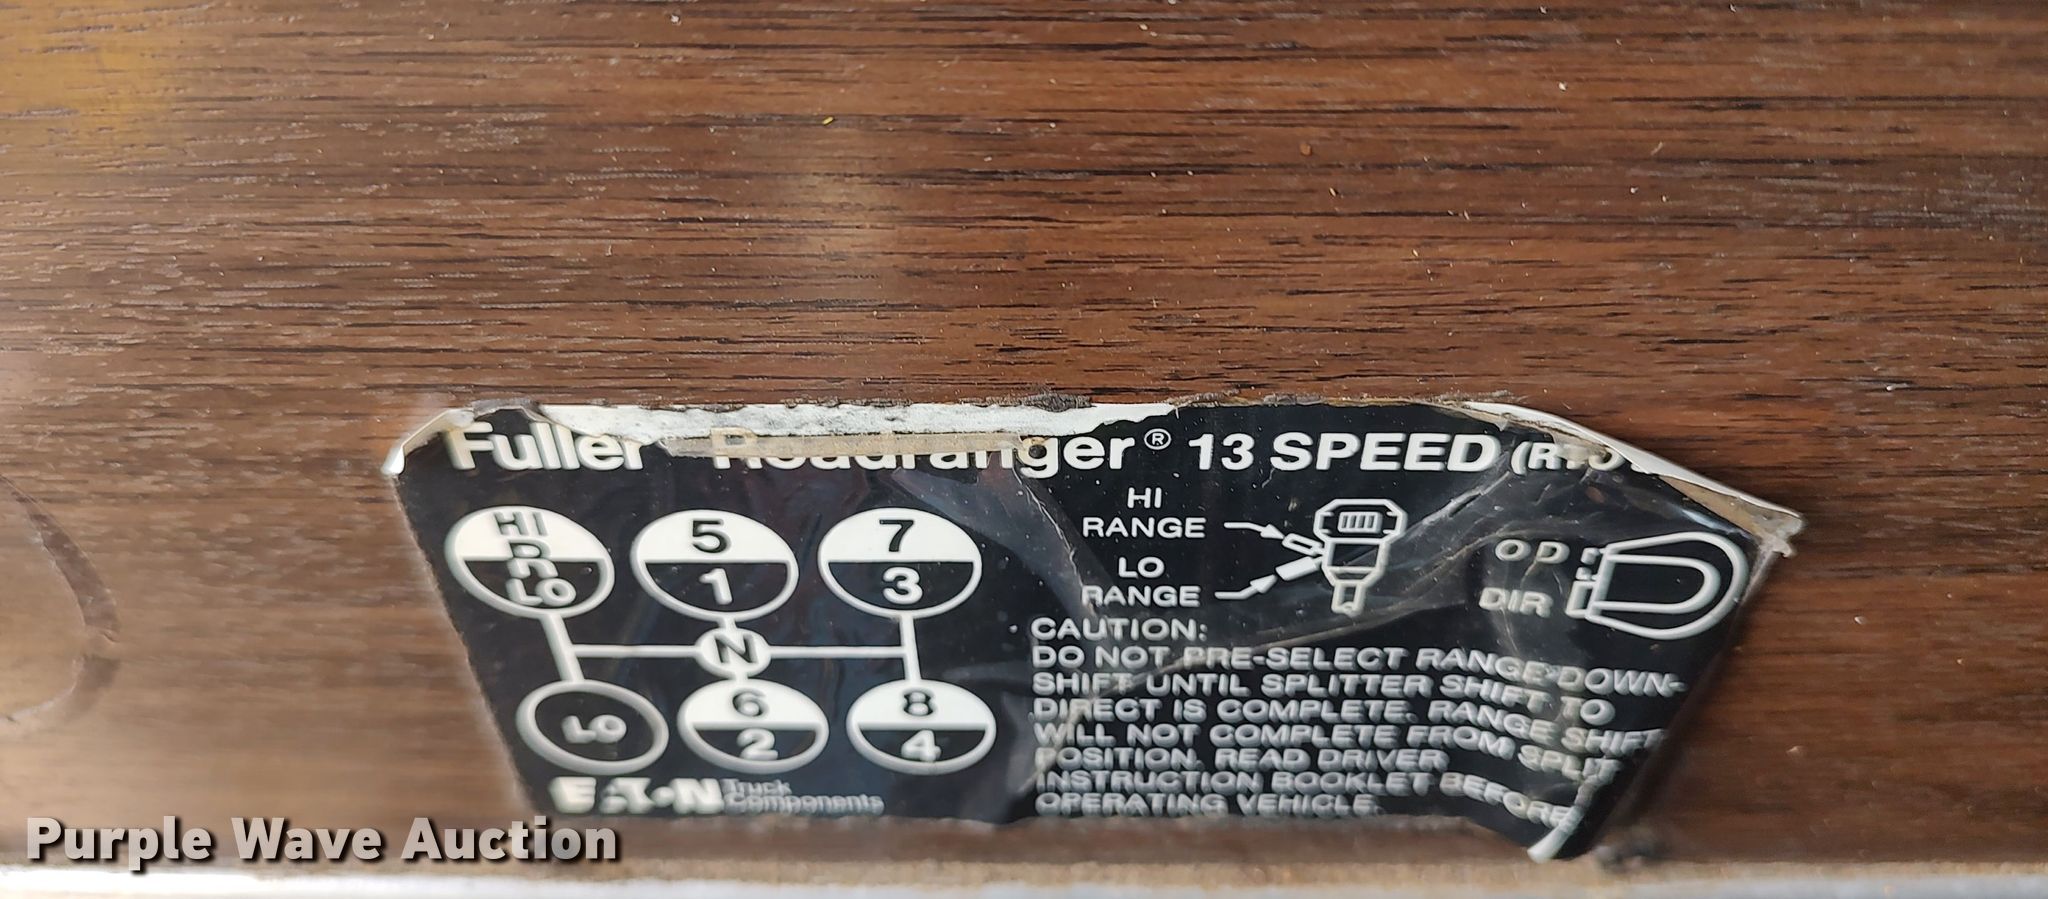 Fuller Roadranger® 13 SPEED
HI R LO
5 1
7 3
N
LO
6 2
8 4
HI RANGE
LO RANGE
OD
DIR
CAUTION:
DO NOT PRE-SELECT RANGE DOWN-
SHIFT UNTIL SPLITTER SHIFT TO
DIRECT IS COMPLETE. RANGE SHIFT
WILL NOT COMPLETE FROM SPLIT
POSITION. READ DRIVER
INSTRUCTION BOOKLET BEFORE
OPERATING VEHICLE.
EATON Truck Components
Purple Wave Auction